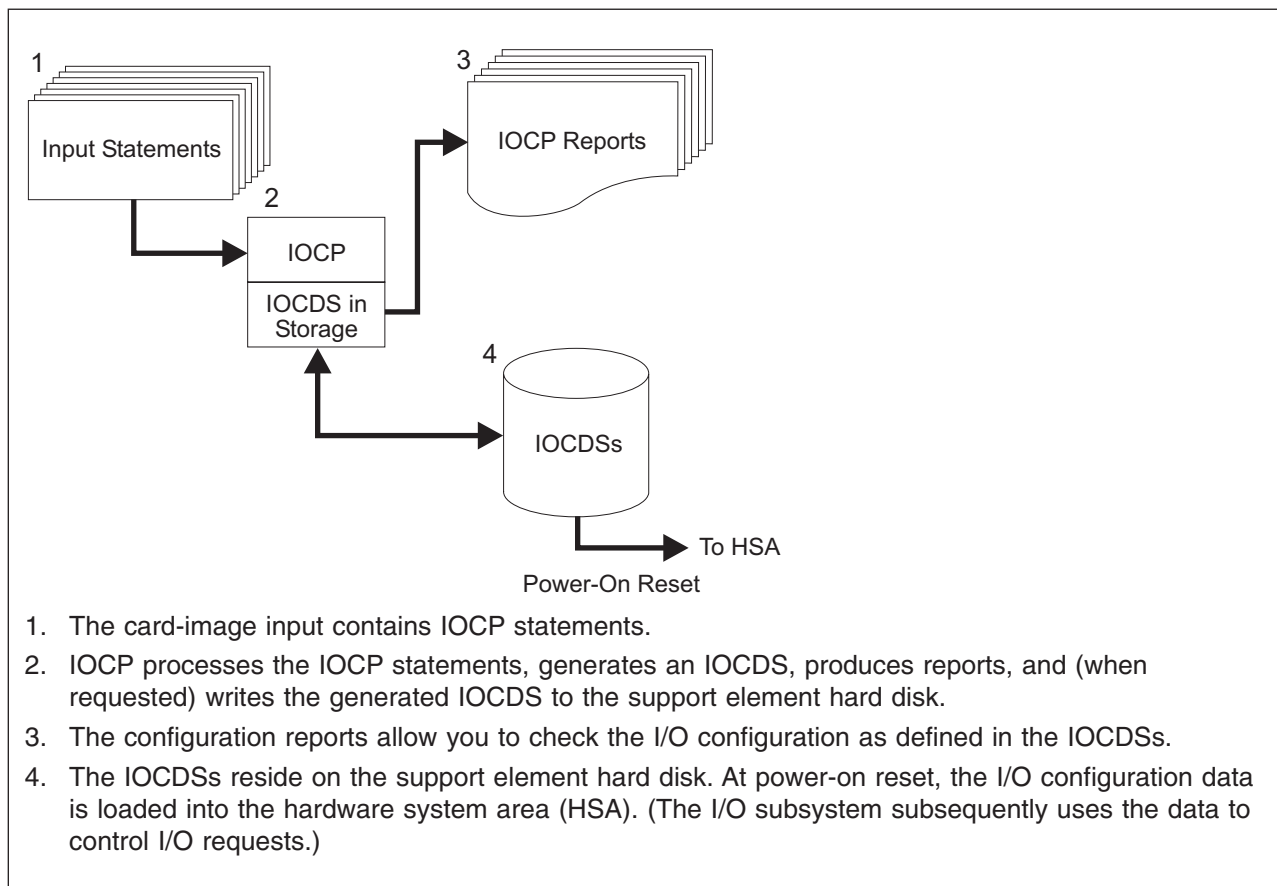 1
Input Statements
2
IOCP
IOCDS in
Storage
3
IOCP Reports
4
IOCDSs
To HSA
Power-On Reset
1. The card-image input contains IOCP statements.
2. IOCP processes the IOCP statements, generates an IOCDS, produces reports, and (when
requested) writes the generated IOCDS to the support element hard disk.
3. The configuration reports allow you to check the I/O configuration as defined in the IOCDSs.
4. The IOCDSs reside on the support element hard disk. At power-on reset, the I/O configuration data
is loaded into the hardware system area (HSA). (The I/O subsystem subsequently uses the data to
control I/O requests.)